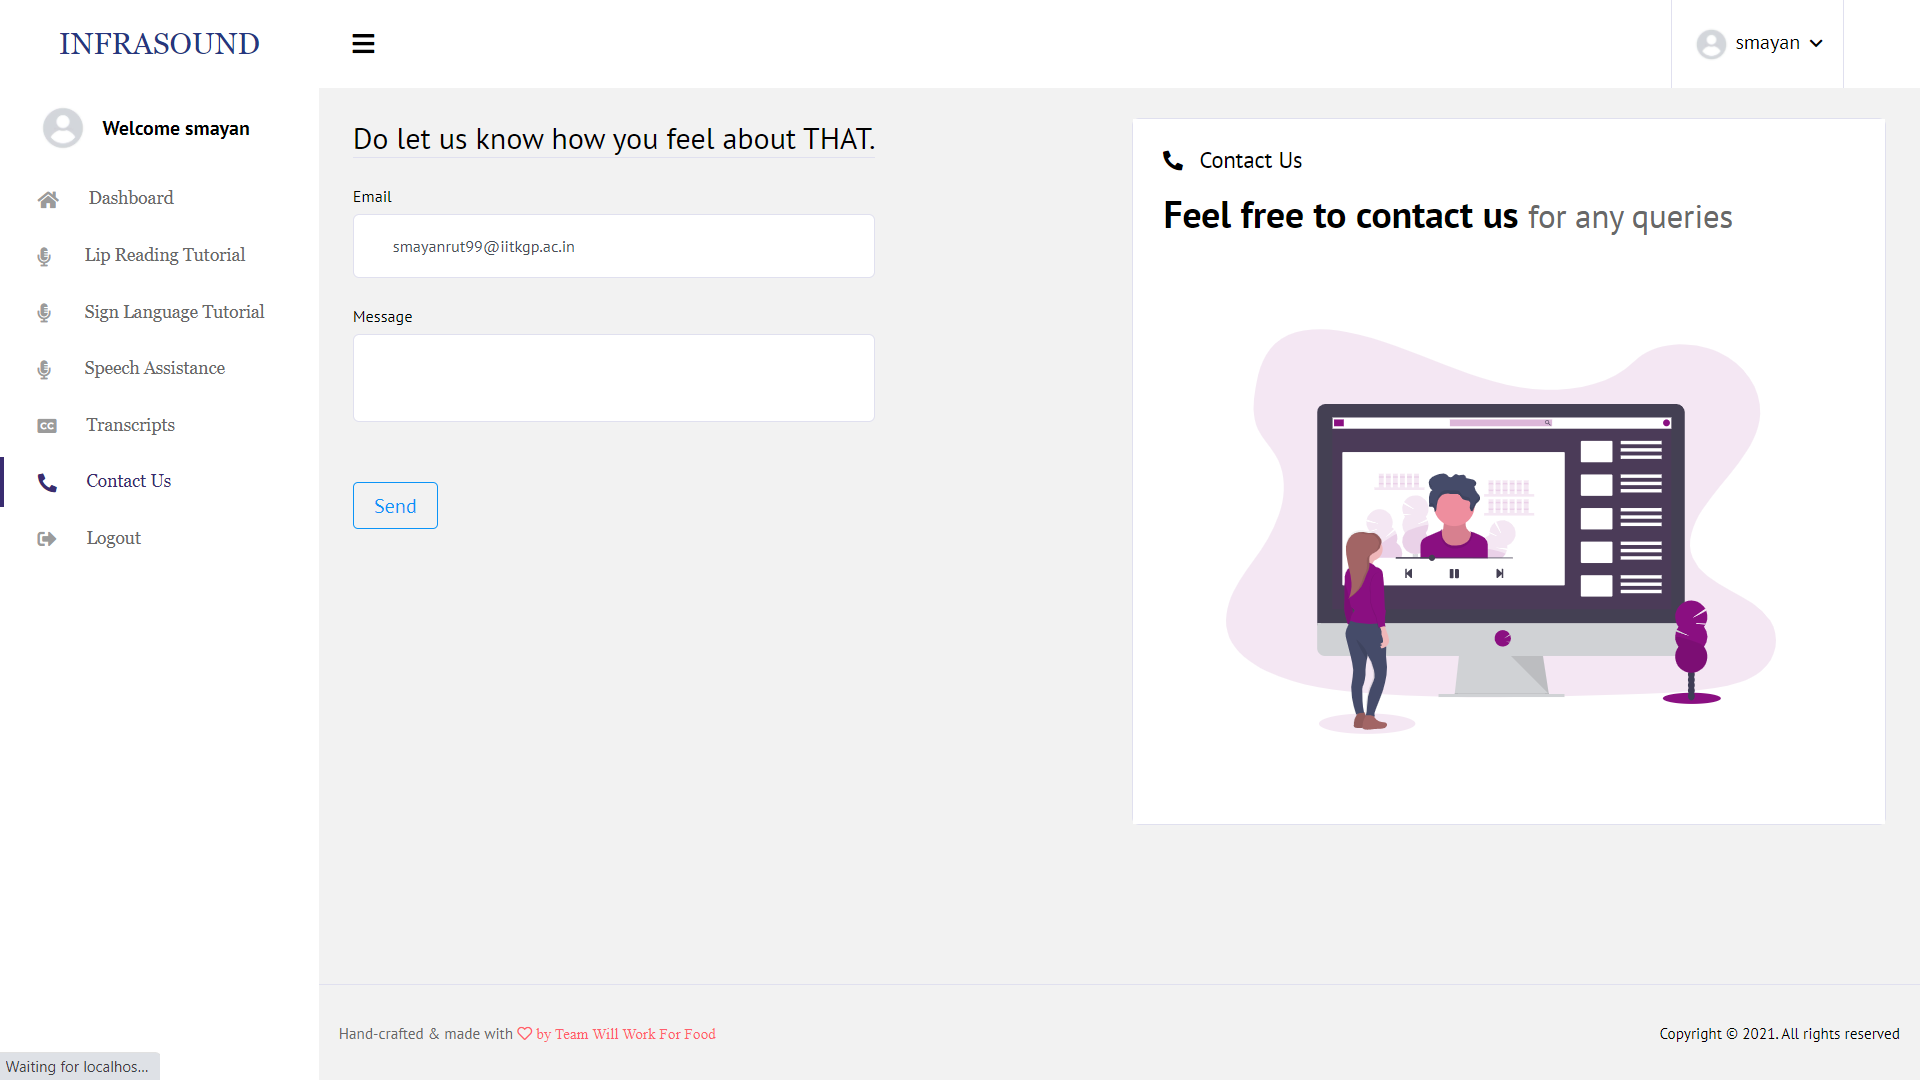 INFRASOUND
smayan
Welcome smayan
Dashboard
Lip Reading Tutorial
Sign Language Tutorial
Speech Assistance
Transcripts
Contact Us
Logout
Do let us know how you feel about THAT.
Email
smayanrut99@iitkgp.ac.in
Message
Send
Contact Us
Feel free to contact us for any queries
Hand-crafted & made with by Team Will Work For Food
Copyright © 2021. All rights reserved
Waiting for localhos...